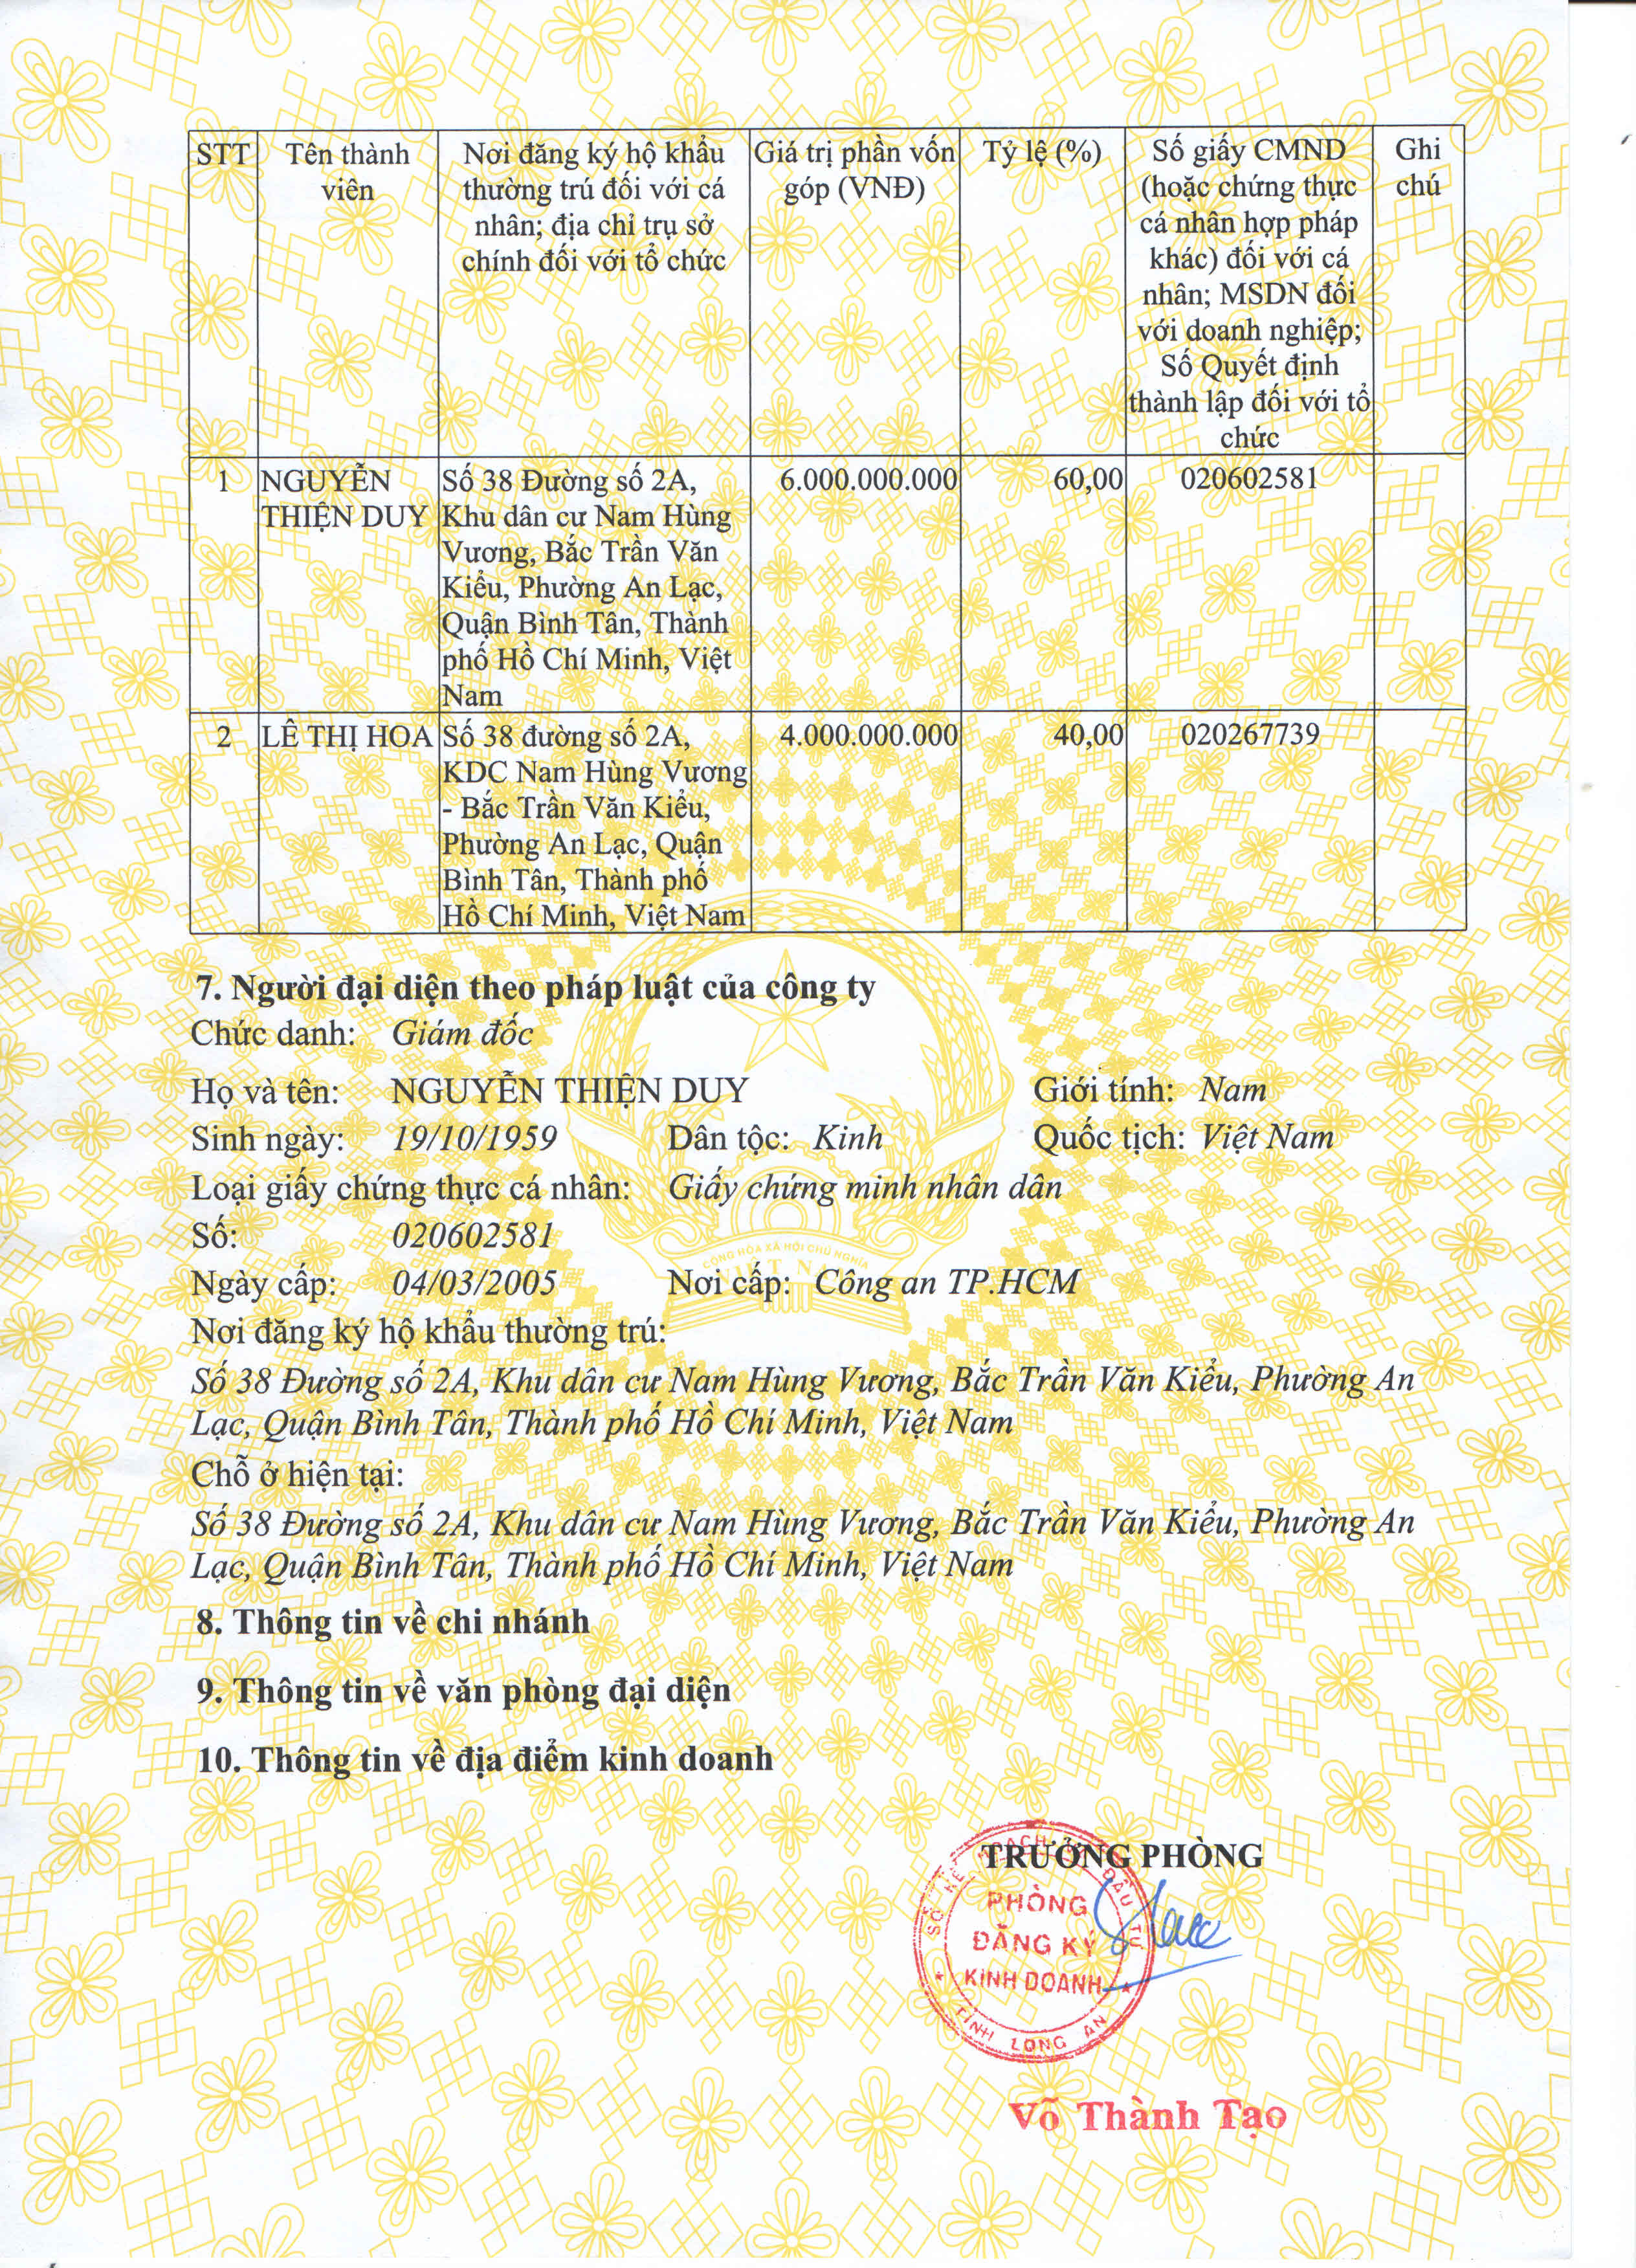 STT
Tên thành
viên
Nơi đăng ký hộ khẩu
thường trú đối với cá
nhân; địa chỉ trụ sở
chính đối với tổ chức
Giá trị phần vốn
góp (VNĐ)
Tỷ lệ (%)
Số giấy CMND
(hoặc chứng thực
cá nhân hợp pháp
khác) đối với cá
nhân; MSDN đối
với doanh nghiệp;
Số Quyết định
thành lập đối với tổ
chức
Ghi
chú
1
NGUYỄN
THIỆN DUY
Số 38 Đường số 2A,
Khu dân cư Nam Hùng
Vương, Bắc Trần Văn
Kiểu, Phường An Lạc,
Quận Bình Tân, Thành
phố Hồ Chí Minh, Việt
Nam
6.000.000.000
60,00
020602581
2
LÊ THỊ HOA
Số 38 đường số 2A,
KDC Nam Hùng Vương
- Bắc Trần Văn Kiểu,
Phường An Lạc, Quận
Bình Tân, Thành phố
Hồ Chí Minh, Việt Nam
4.000.000.000
40,00
020267739
7. Người đại diện theo pháp luật của công ty
Chức danh: Giám đốc
Họ và tên: NGUYỄN THIỆN DUY Giới tính: Nam
Sinh ngày: 19/10/1959 Dân tộc: Kinh Quốc tịch: Việt Nam
Loại giấy chứng thực cá nhân: Giấy chứng minh nhân dân
Số: 020602581
CỘNG HÒA XÃ HỘI CHỦ NGHĨA
VIỆT NAM
Ngày cấp: 04/03/2005 Nơi cấp: Công an TP.HCM
Nơi đăng ký hộ khẩu thường trú:
Số 38 Đường số 2A, Khu dân cư Nam Hùng Vương, Bắc Trần Văn Kiểu, Phường An
Lạc, Quận Bình Tân, Thành phố Hồ Chí Minh, Việt Nam
Chỗ ở hiện tại:
Số 38 Đường số 2A, Khu dân cư Nam Hùng Vương, Bắc Trần Văn Kiểu, Phường An
Lạc, Quận Bình Tân, Thành phố Hồ Chí Minh, Việt Nam
8. Thông tin về chi nhánh
9. Thông tin về văn phòng đại diện
10. Thông tin về địa điểm kinh doanh
TRƯỞNG PHÒNG
SỞ KẾ HOẠCH ĐẦU TƯ
PHÒNG
ĐĂNG KÝ
KINH DOANH
TỈNH LONG AN
Võ Thành Tạo